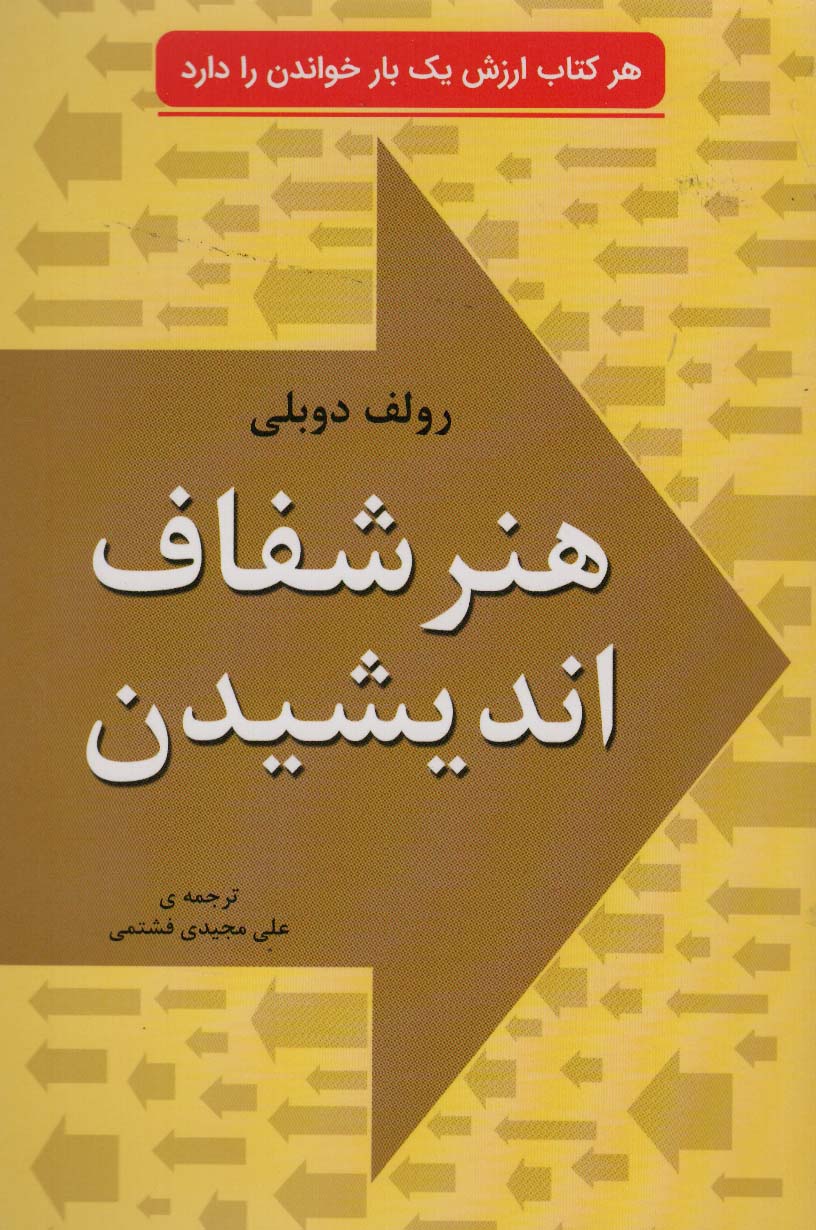 هر کتاب ارزش یک بار خواندن را دارد
رولف دوبلی
هنر شفاف
اندیشیدن
ترجمه ی
علی مجیدی فشتمی